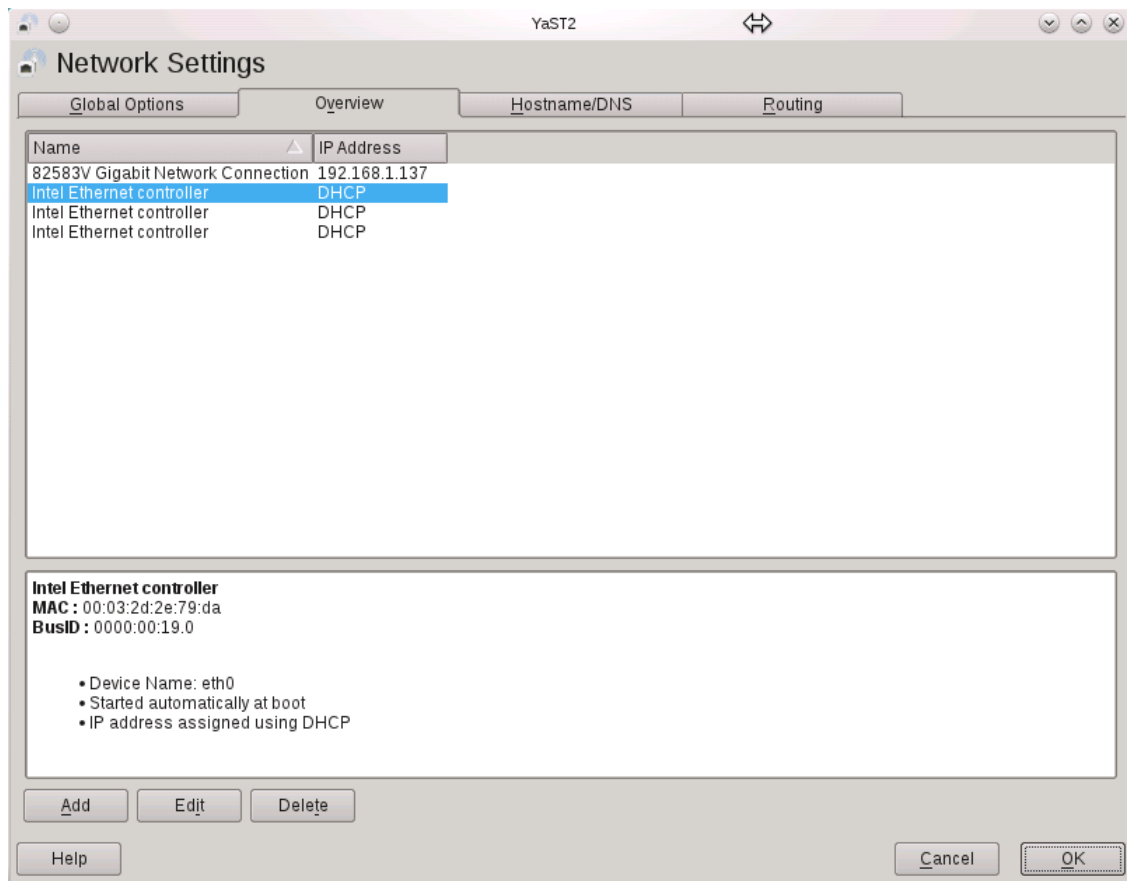 YaST2
Network Settings
Global Options Overview Hostname/DNS Routing
Name IP Address
82583V Gigabit Network Connection 192.168.1.137
Intel Ethernet controller DHCP
Intel Ethernet controller DHCP
Intel Ethernet controller DHCP
Intel Ethernet controller
MAC : 00:03:2d:2e:79:da
BusID : 0000:00:19.0
• Device Name: eth0
• Started automatically at boot
• IP address assigned using DHCP
Add Edit Delete
Help Cancel OK